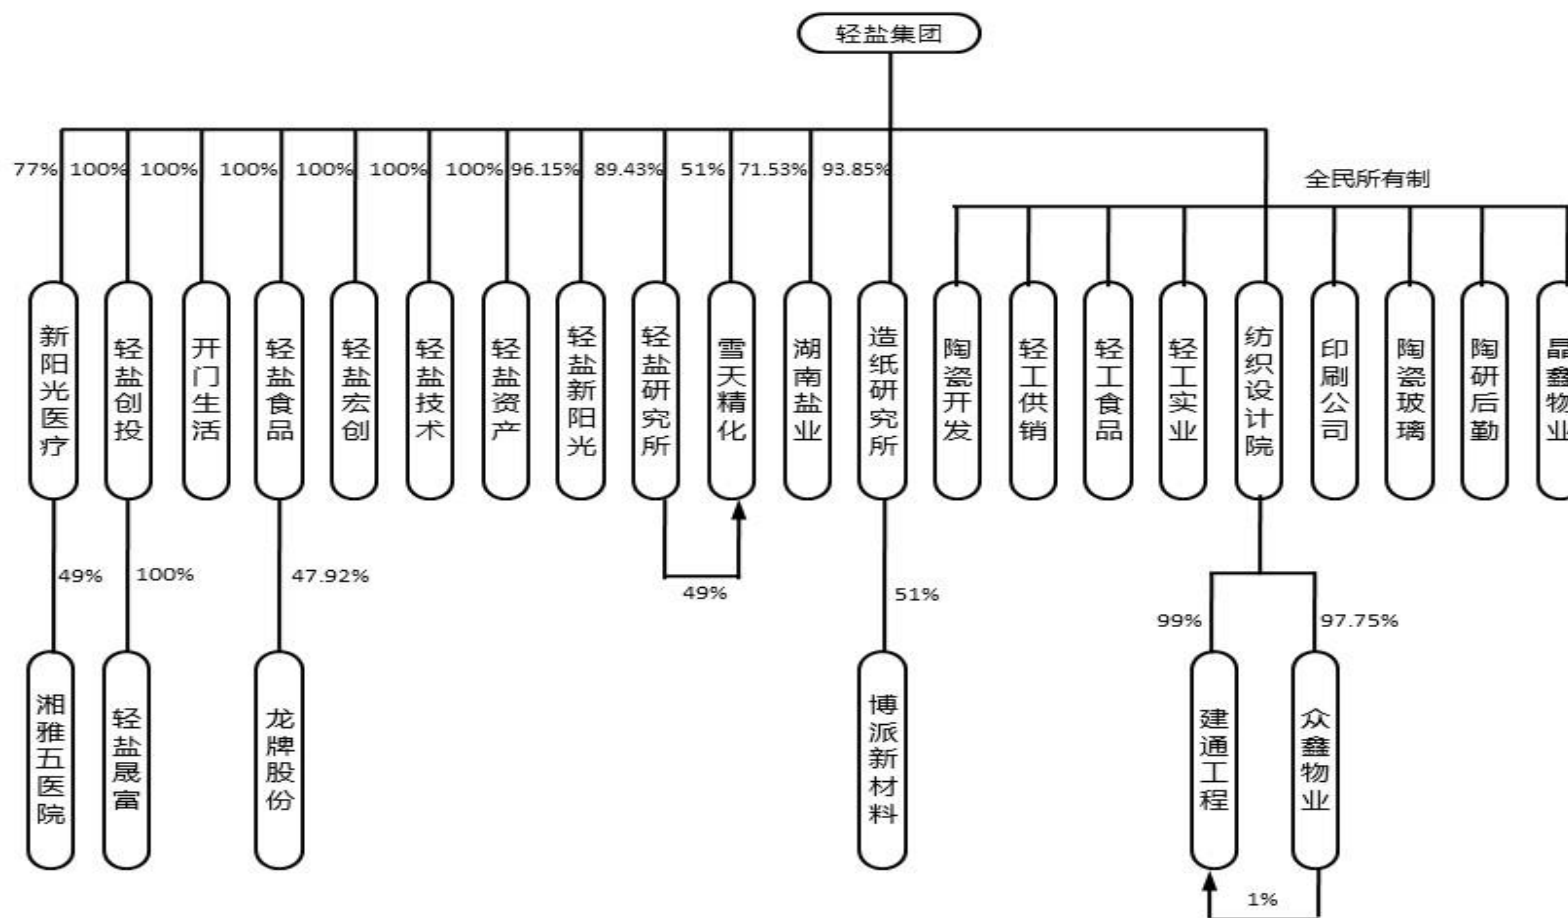 轻盐集团
77%
100%
100%
100%
100%
100%
100%
96.15%
89.43%
51%
71.53%
93.85%
全民所有制
新阳光医疗
轻盐创投
开门生活
轻盐食品
轻盐宏创
轻盐技术
轻盐资产
轻盐新阳光
轻盐研究所
雪天精化
湖南盐业
造纸研究所
陶瓷开发
轻工供销
轻工食品
轻工实业
纺织设计院
印刷公司
陶瓷玻璃
陶研后勤
晶鑫物业
49%
100%
47.92%
49%
51%
99%
97.75%
湘雅五医院
轻盐晟富
龙牌股份
博派新材料
建通工程
众鑫物业
1%